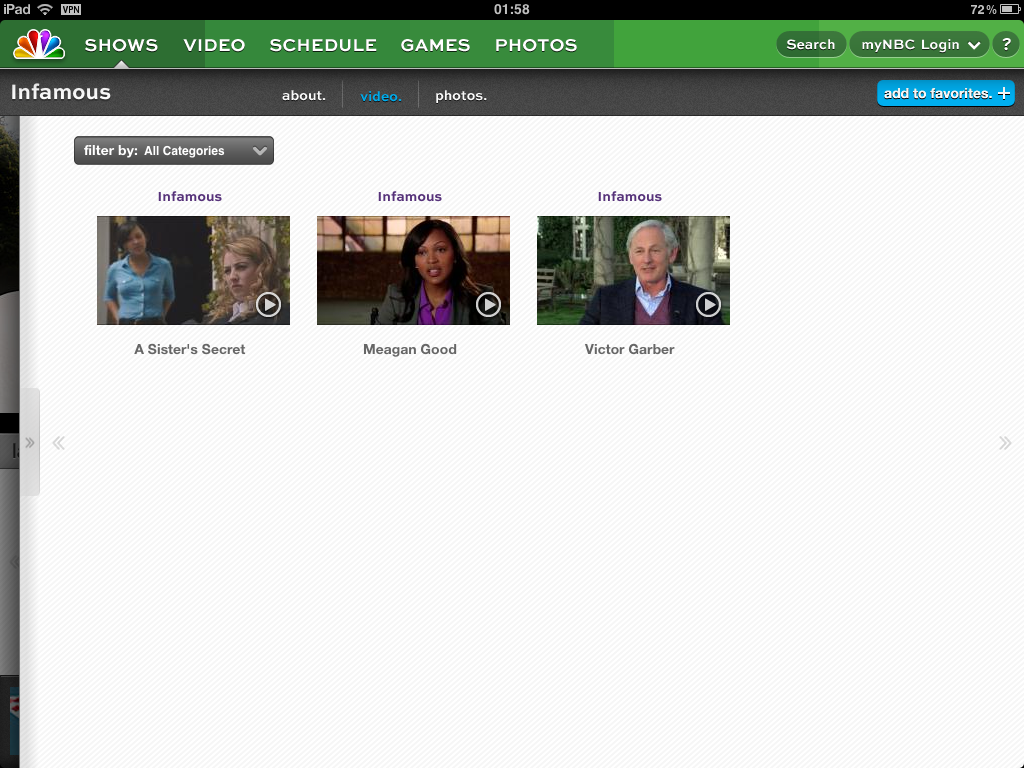 iPad VPN 01:58 72%
SHOWS VIDEO SCHEDULE GAMES PHOTOS Search myNBC Login ?
Infamous about. video. photos. add to favorites. +
filter by: All Categories
Infamous Infamous Infamous
A Sister's Secret Meagan Good Victor Garber